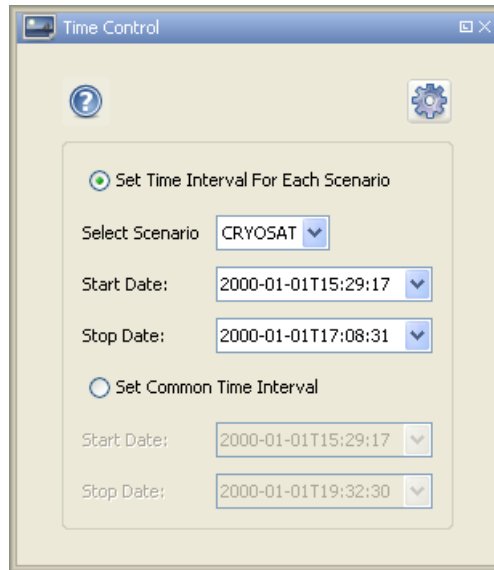 Time Control
Set Time Interval For Each Scenario
Select Scenario CRYOSAT
Start Date: 2000-01-01T15:29:17
Stop Date: 2000-01-01T17:08:31
Set Common Time Interval
Start Date: 2000-01-01T15:29:17
Stop Date: 2000-01-01T19:32:30